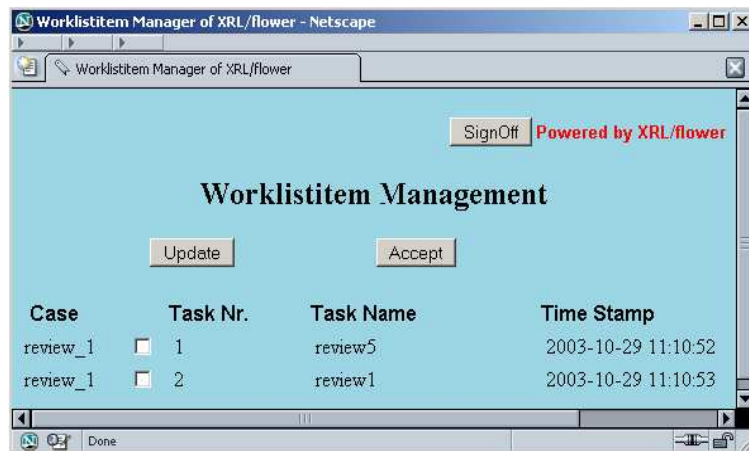 Worklistitem Manager of XRL/flower - Netscape
Worklistitem Manager of XRL/flower
SignOff Powered by XRL/flower
Worklistitem Management
Update Accept
Case Task Nr. Task Name Time Stamp
review_1 1 review5 2003-10-29 11:10:52
review_1 2 review1 2003-10-29 11:10:53
Done